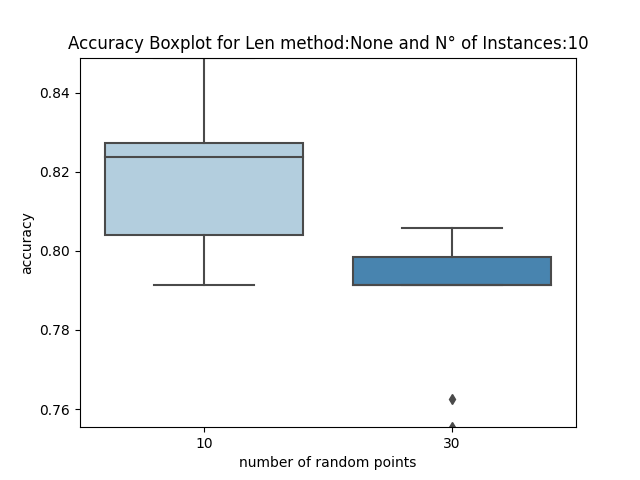 Accuracy Boxplot for Len method:None and N° of Instances:10
0.84
0.82
0.80
0.78
0.76
accuracy
10
30
number of random points